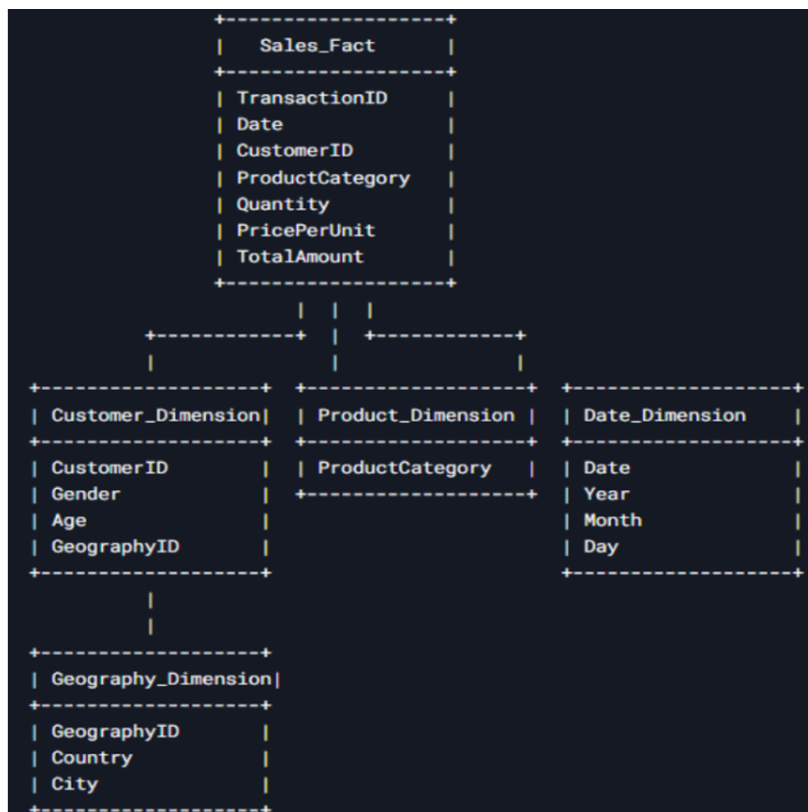 Sales_Fact
TransactionID
Date
CustomerID
ProductCategory
Quantity
PricePerUnit
TotalAmount
Customer_Dimension
CustomerID
Gender
Age
GeographyID
Product_Dimension
ProductCategory
Date_Dimension
Date
Year
Month
Day
Geography_Dimension
GeographyID
Country
City